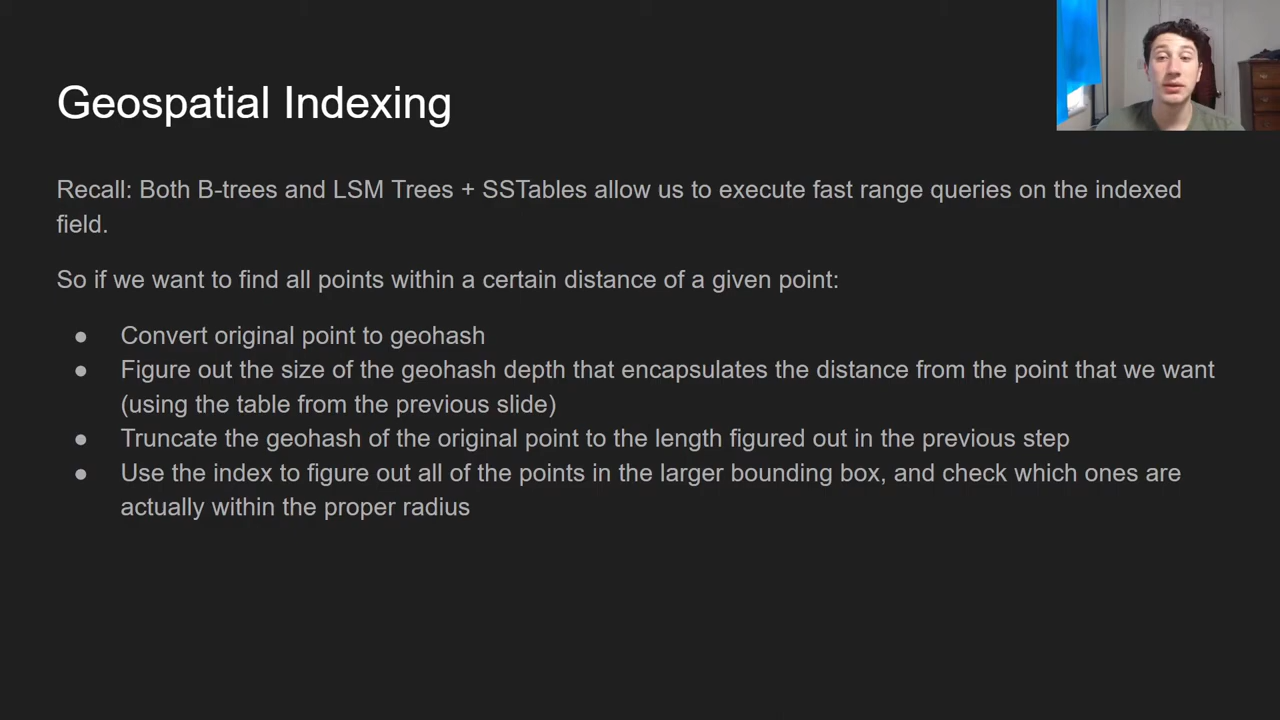 Geospatial Indexing
Recall: Both B-trees and LSM Trees + SSTables allow us to execute fast range queries on the indexed
field.
So if we want to find all points within a certain distance of a given point:
● Convert original point to geohash
● Figure out the size of the geohash depth that encapsulates the distance from the point that we want
(using the table from the previous slide)
● Truncate the geohash of the original point to the length figured out in the previous step
● Use the index to figure out all of the points in the larger bounding box, and check which ones are
actually within the proper radius